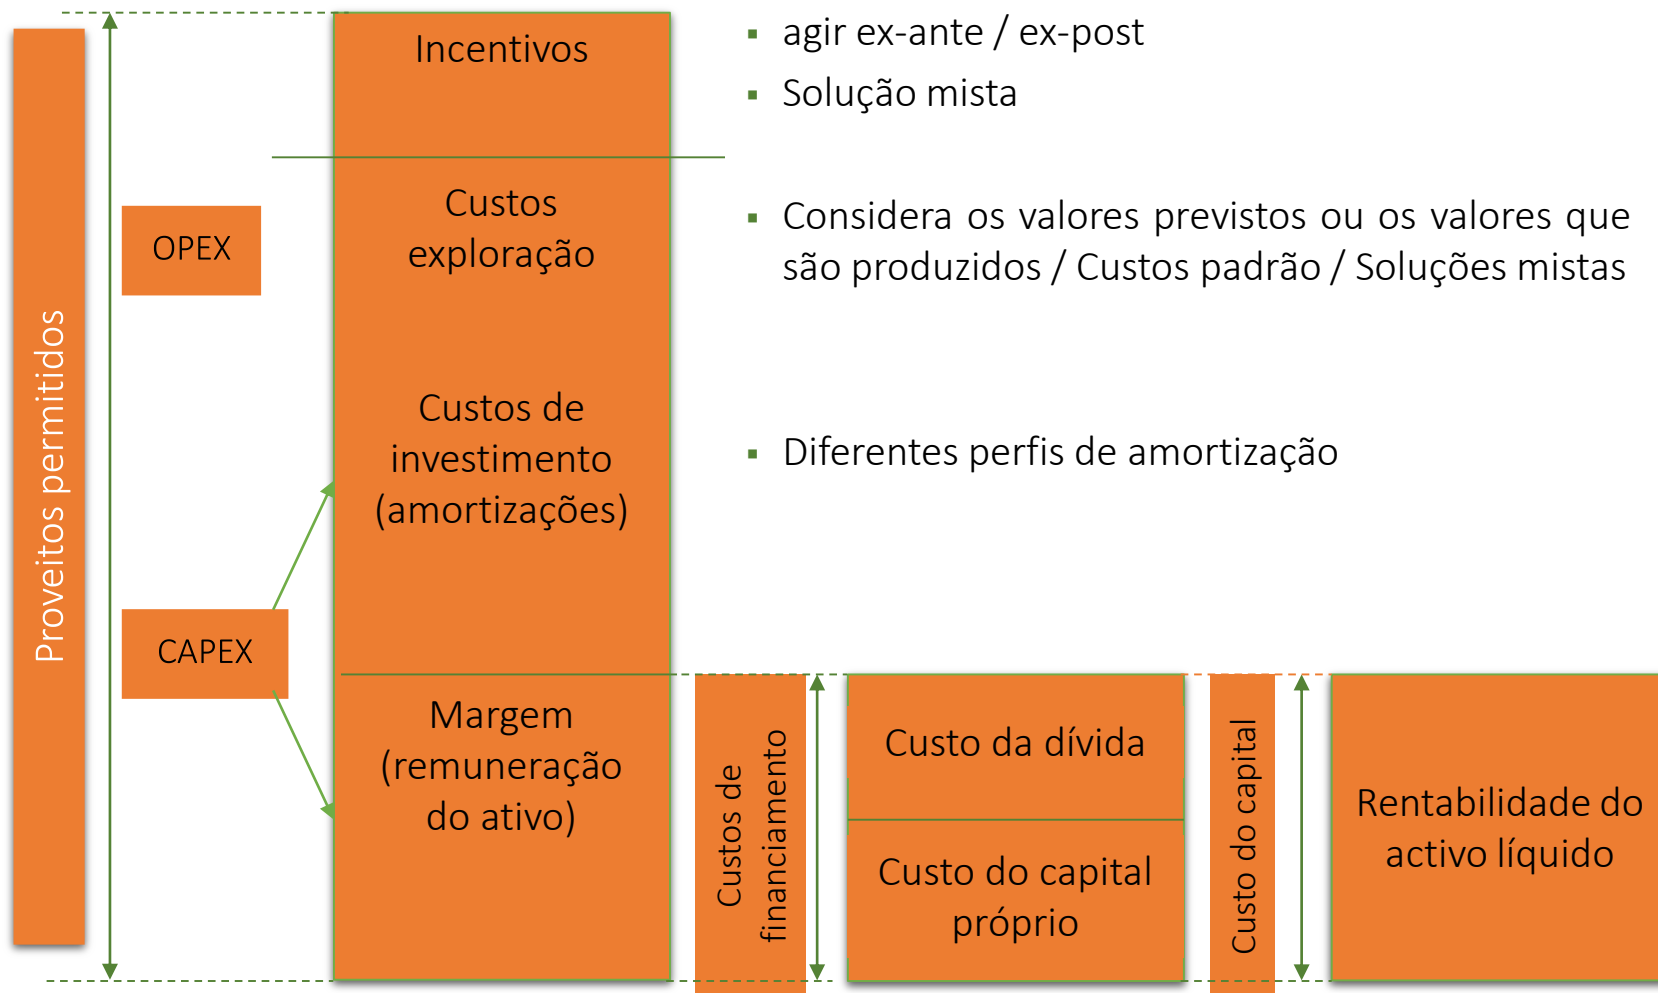 Proveitos permitidos
Incentivos
▪ agir ex-ante / ex-post
▪ Solução mista
OPEX
Custos
exploração
▪ Considera os valores previstos ou os valores que
são produzidos / Custos padrão / Soluções mistas
Custos de
investimento
(amortizações)
▪ Diferentes perfis de amortização
CAPEX
Margem
(remuneração
do ativo)
Custos de
financiamento
Custo da dívida
Custo do capital
próprio
Custo do capital
Rentabilidade do
activo líquido